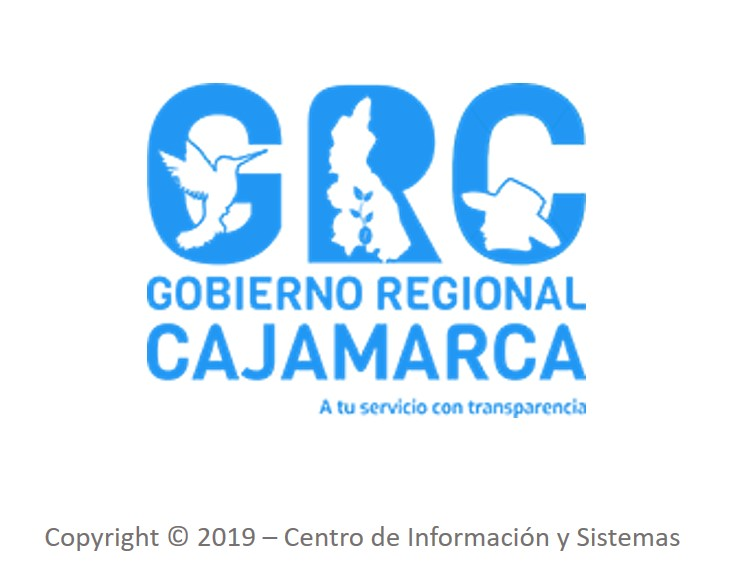 GRC
GOBIERNO REGIONAL
CAJAMARCA
A tu servicio con transparencia
Copyright © 2019 – Centro de Información y Sistemas